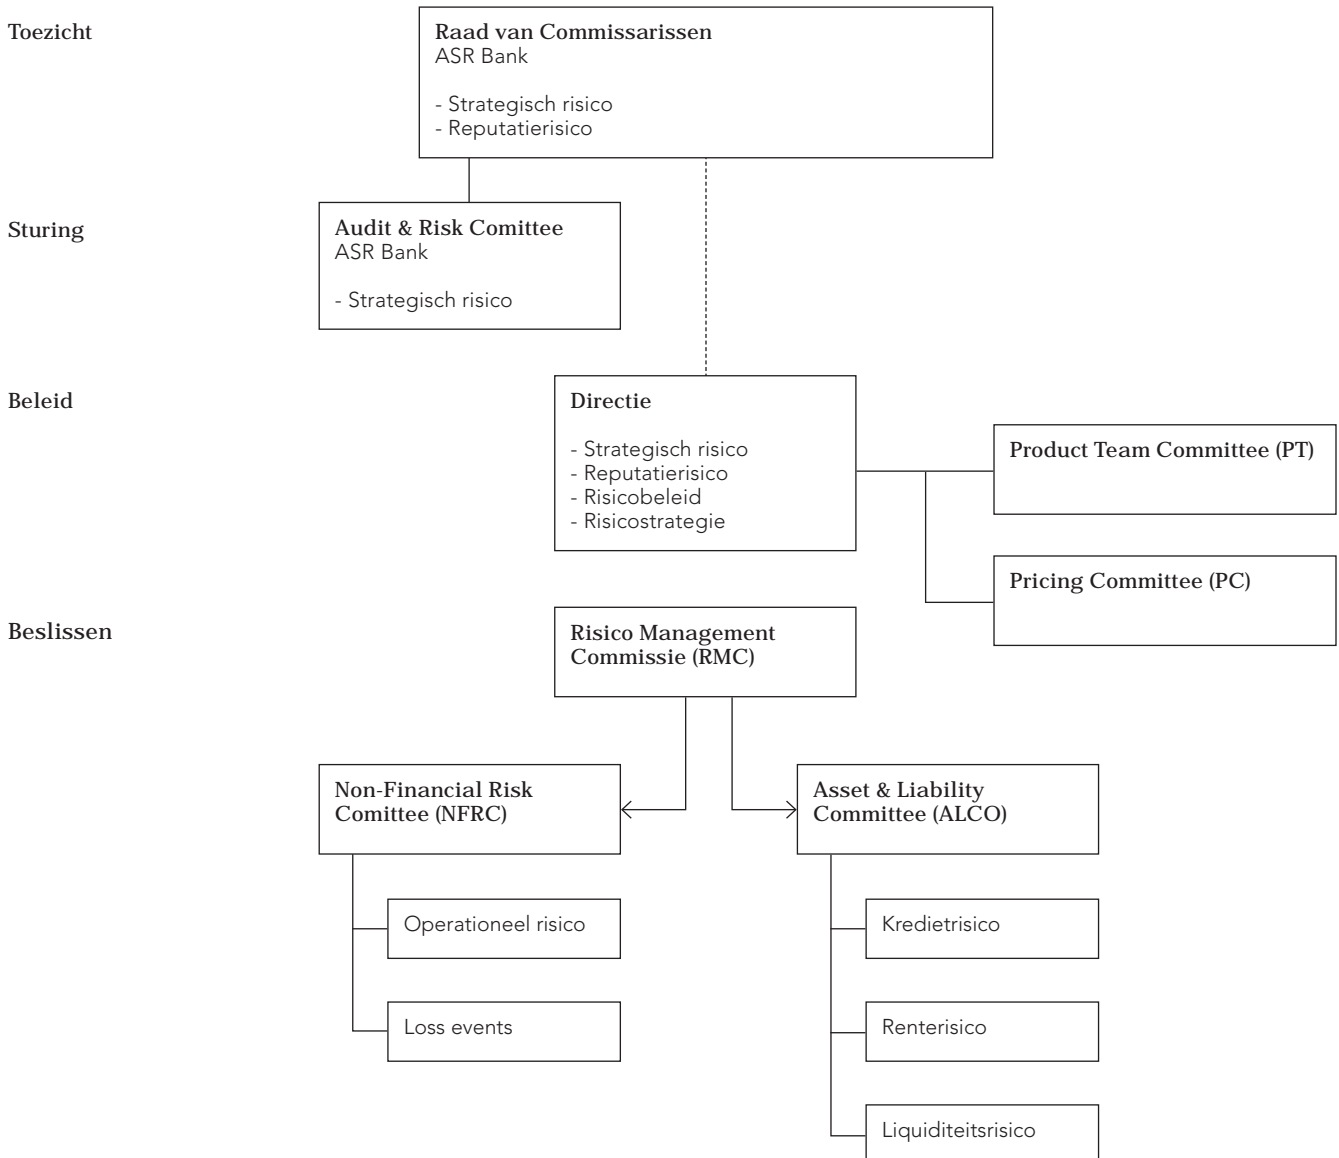 Toezicht
Raad van Commissarissen
ASR Bank
- Strategisch risico
- Reputatierisico
Sturing
Audit & Risk Comittee
ASR Bank
- Strategisch risico
Beleid
Directie
- Strategisch risico
- Reputatierisico
- Risicobeleid
- Risicostrategie
Product Team Committee (PT)
Pricing Committee (PC)
Beslissen
Risico Management
Commissie (RMC)
Non-Financial Risk
Comittee (NFRC)
Asset & Liability
Committee (ALCO)
Operationeel risico
Kredietrisico
Loss events
Renterisico
Liquiditeitsrisico